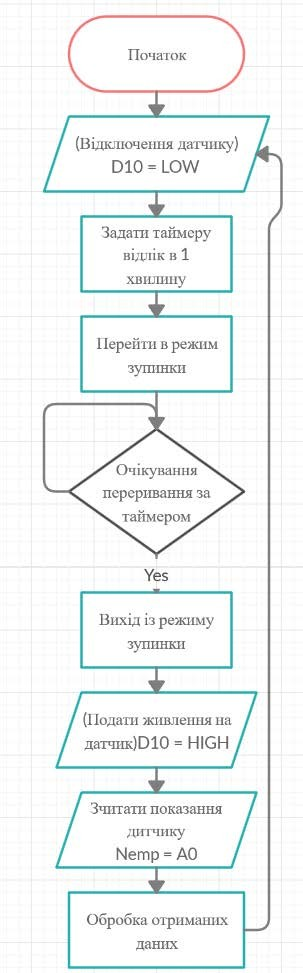 Початок
(Відключення датчику)
D10 = LOW
Задати таймеру
відлік в 1
хвилину
Перейти в режим
зупинки
Очікування
переривання за
таймером
Yes
Вихід із режиму
зупинки
(Подати живлення на
датчик)D10 = HIGH
Зчитати показання
дитчику
Nemp = A0
Обробка отриманих
даних